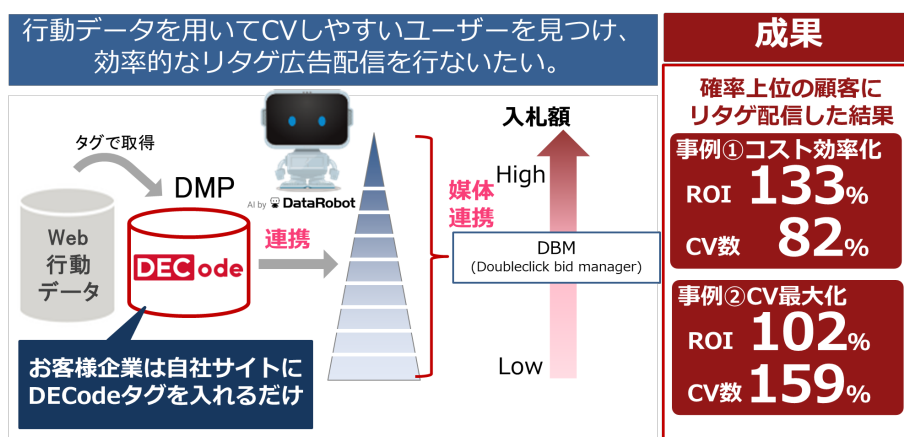 行動データを用いてCVしやすいユーザーを見つけ、
効率的なリタゲ広告配信を行ないたい。
タグで取得
Web
行動
データ
DMP
DECode
AI by DataRobot
連携
お客様企業は自社サイトに
DECodeタグを入れるだけ
媒体
連携
入札額
High
DBM
(Doubleclick bid manager)
Low
成果
確率上位の顧客に
リタゲ配信した結果
事例①コスト効率化
ROI 133%
CV数 82%
事例②CV最大化
ROI 102%
CV数 159%